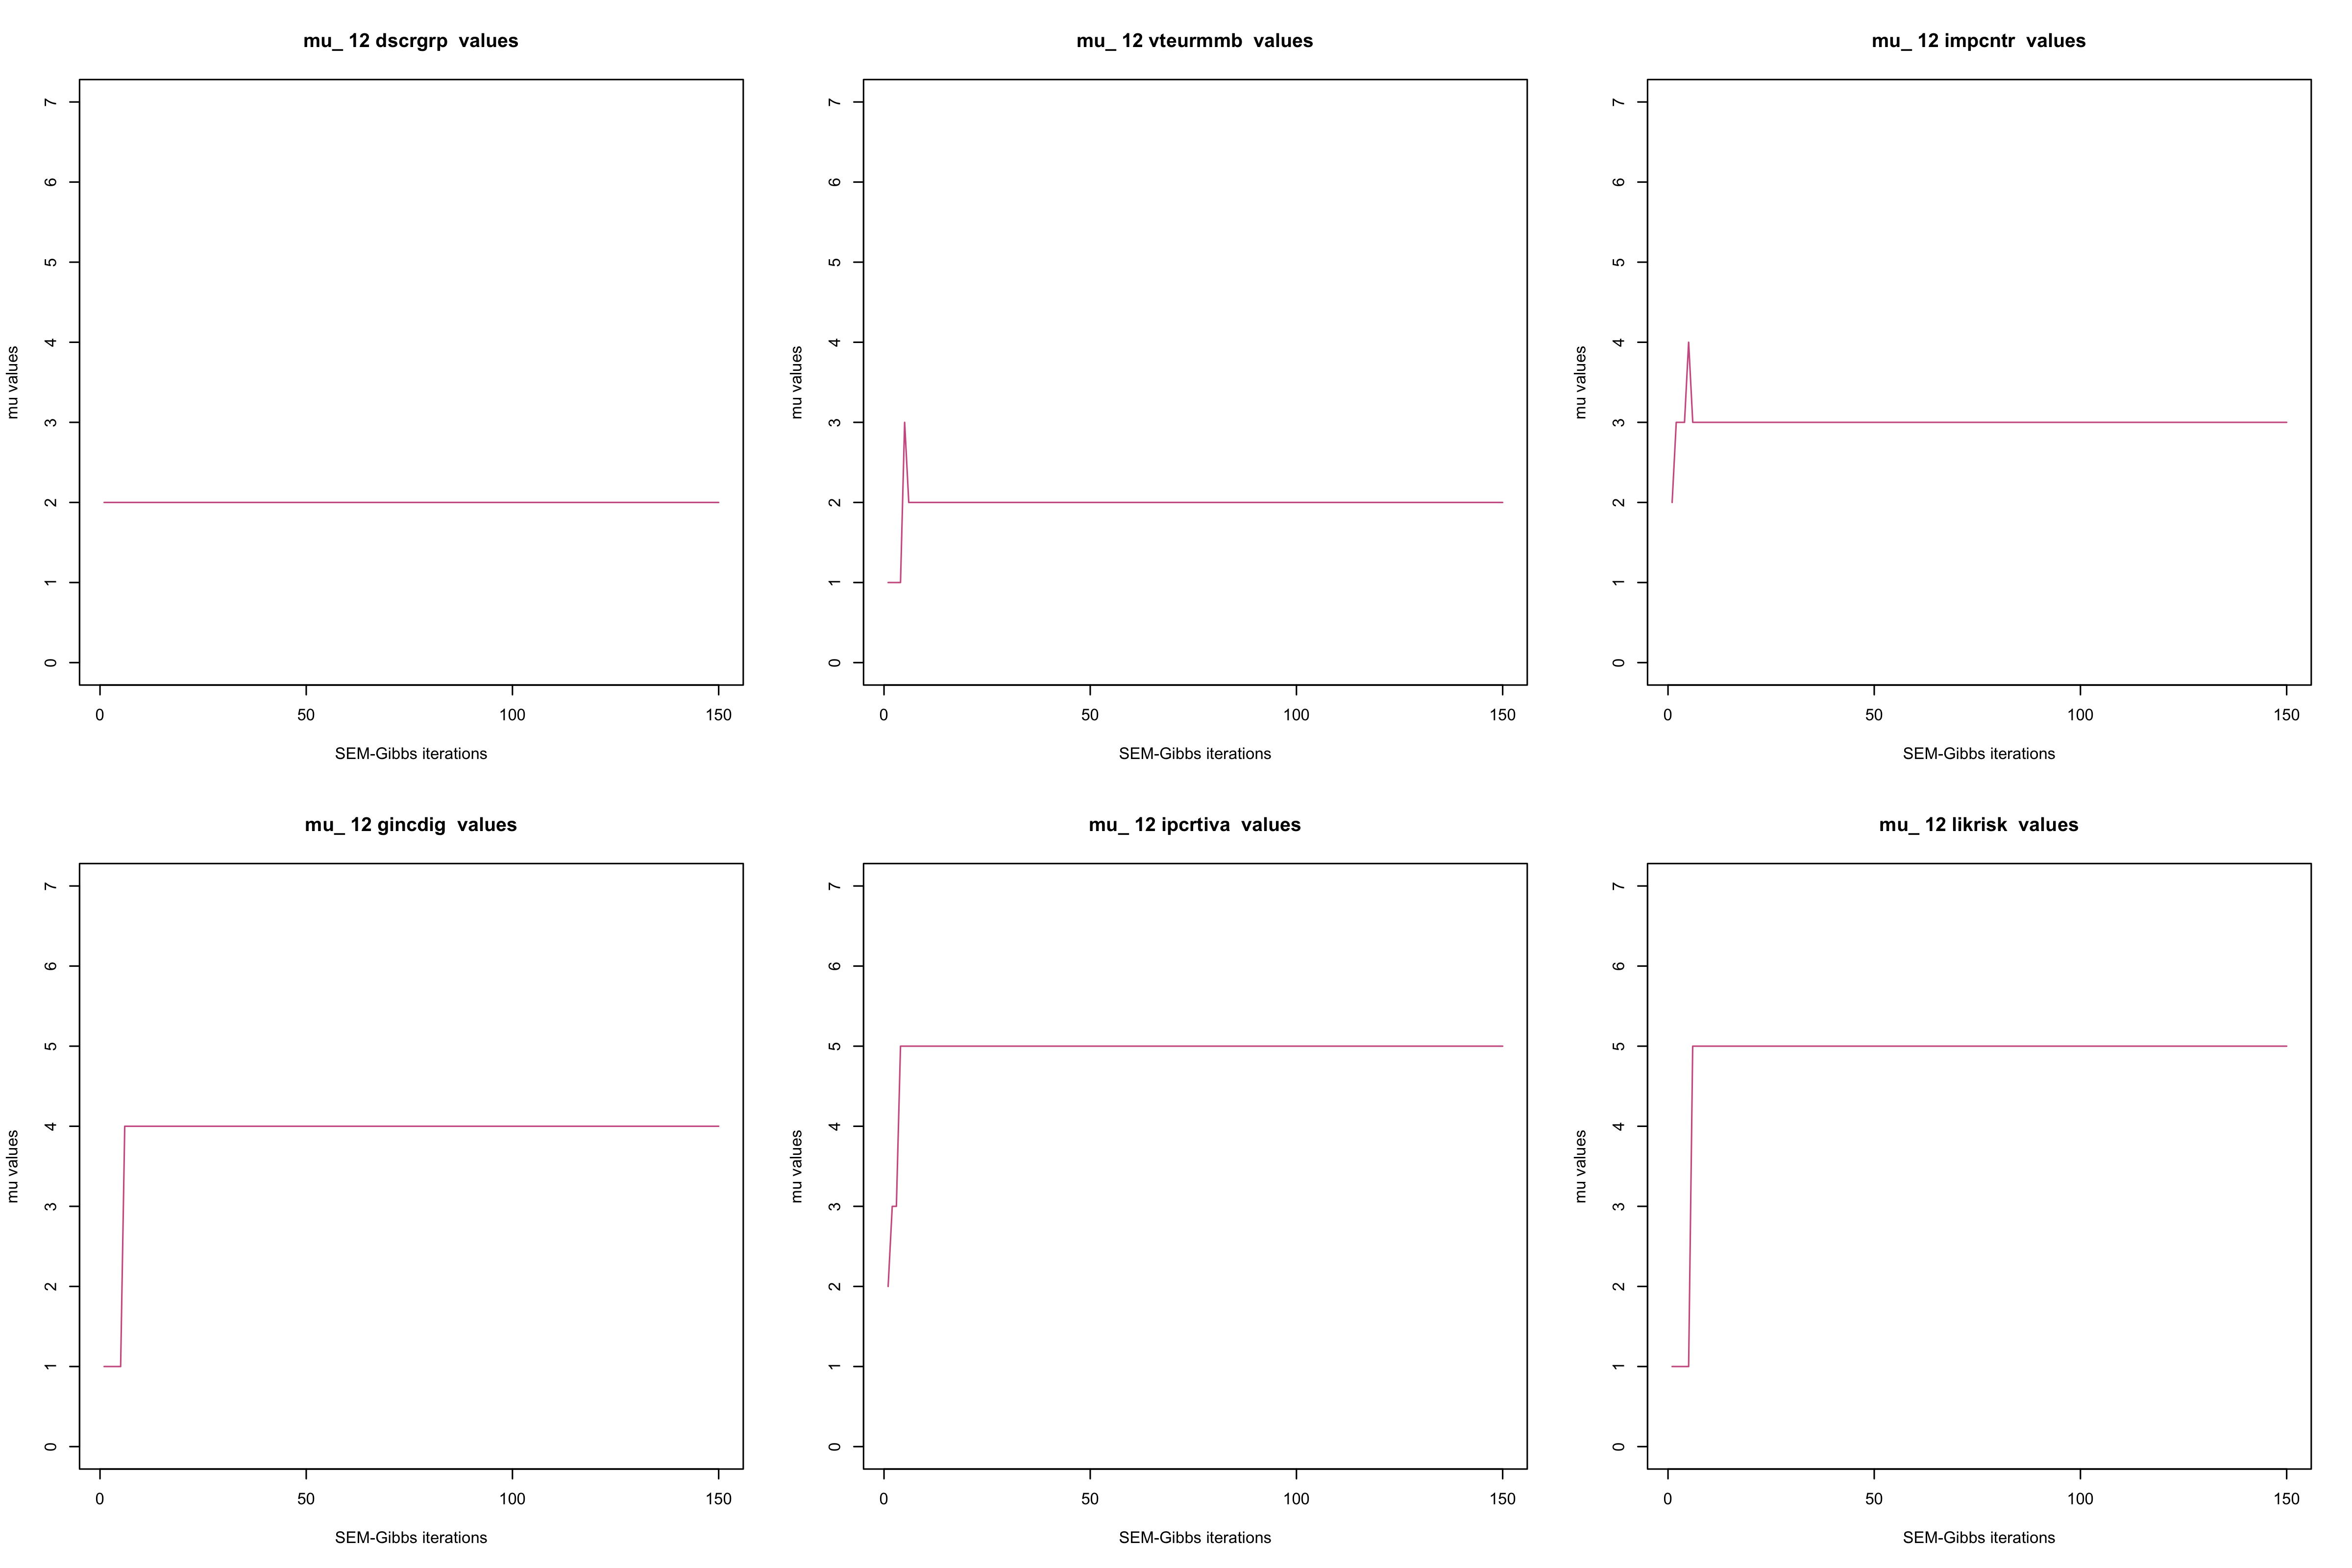 mu_ 12 dscrgrp  values
mu values
7
6
5
4
3
2
1
0
0 50 100 150
SEM-Gibbs iterations
mu_ 12 vteurmmb  values
mu values
7
6
5
4
3
2
1
0
0 50 100 150
SEM-Gibbs iterations
mu_ 12 impcntr  values
mu values
7
6
5
4
3
2
1
0
0 50 100 150
SEM-Gibbs iterations
mu_ 12 gincdig  values
mu values
7
6
5
4
3
2
1
0
0 50 100 150
SEM-Gibbs iterations
mu_ 12 ipcrtiva  values
mu values
7
6
5
4
3
2
1
0
0 50 100 150
SEM-Gibbs iterations
mu_ 12 likrisk  values
mu values
7
6
5
4
3
2
1
0
0 50 100 150
SEM-Gibbs iterations